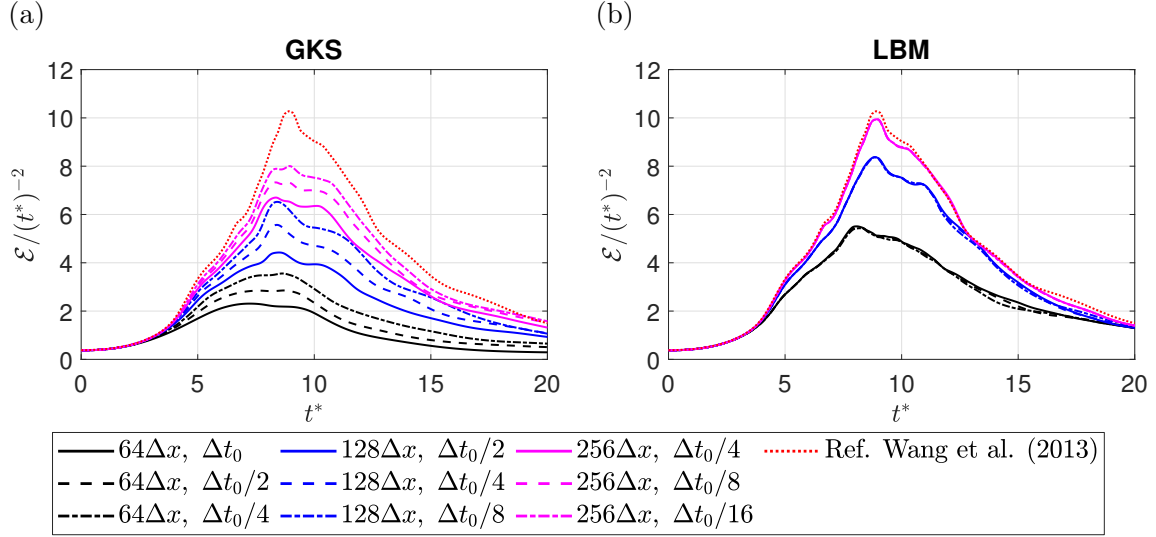 (a)
GKS
12
10
8
6
4
2
0
ℰ/(t*)⁻²
0 5 10 15 20
t*
(b)
LBM
12
10
8
6
4
2
0
ℰ/(t*)⁻²
0 5 10 15 20
t*
64Δx, Δt₀ 128Δx, Δt₀/2 256Δx, Δt₀/4 Ref. Wang et al. (2013)
64Δx, Δt₀/2 128Δx, Δt₀/4 256Δx, Δt₀/8
64Δx, Δt₀/4 128Δx, Δt₀/8 256Δx, Δt₀/16